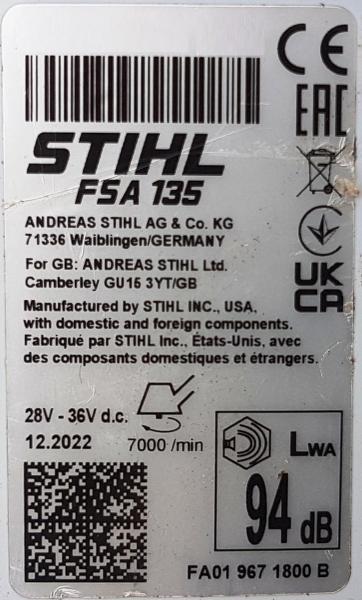 CE
EAC
STIHL
FSA 135
ANDREAS STIHL AG & Co. KG
71336 Waiblingen/GERMANY
For GB: ANDREAS STIHL Ltd.
Camberley GU15 3YT/GB
UK
CA
Manufactured by STIHL INC., USA,
with domestic and foreign components.
Fabriqué par STIHL Inc., États-Unis, avec
des composants domestiques et étrangers.
28V - 36V d.c.
12.2022
7000 /min
LWA
94 dB
FA01 967 1800 B